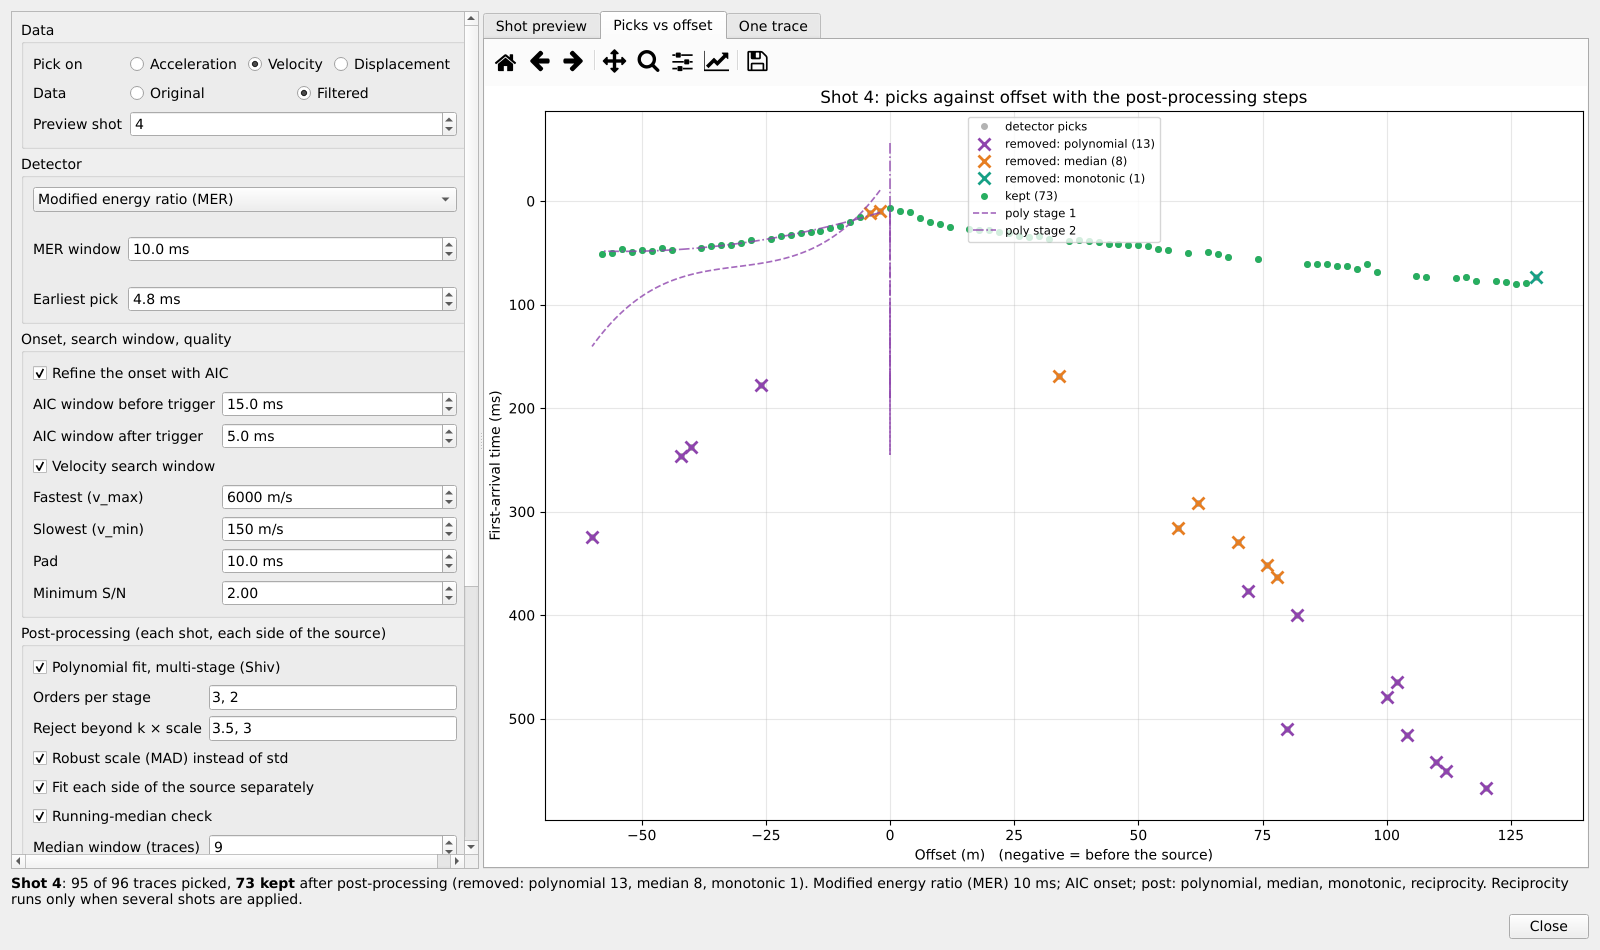 Data
Pick on
Acceleration
Velocity
Displacement
Data
Original
Filtered
Preview shot
4
Detector
Modified energy ratio (MER)
MER window
10.0 ms
Earliest pick
4.8 ms
Onset, search window, quality
Refine the onset with AIC
AIC window before trigger
15.0 ms
AIC window after trigger
5.0 ms
Velocity search window
Fastest (v_max)
6000 m/s
Slowest (v_min)
150 m/s
Pad
10.0 ms
Minimum S/N
2.00
Post-processing (each shot, each side of the source)
Polynomial fit, multi-stage (Shiv)
Orders per stage
3, 2
Reject beyond k × scale
3.5, 3
Robust scale (MAD) instead of std
Fit each side of the source separately
Running-median check
Median window (traces)
9
Shot preview
Picks vs offset
One trace
Shot 4: picks against offset with the post-processing steps
detector picks
removed: polynomial (13)
removed: median (8)
removed: monotonic (1)
kept (73)
poly stage 1
poly stage 2
First-arrival time (ms)
0
100
200
300
400
500
−50
−25
0
25
50
75
100
125
Offset (m)   (negative = before the source)
Shot 4: 95 of 96 traces picked, 73 kept after post-processing (removed: polynomial 13, median 8, monotonic 1). Modified energy ratio (MER) 10 ms; AIC onset; post: polynomial, median, monotonic, reciprocity. Reciprocity
runs only when several shots are applied.
Close